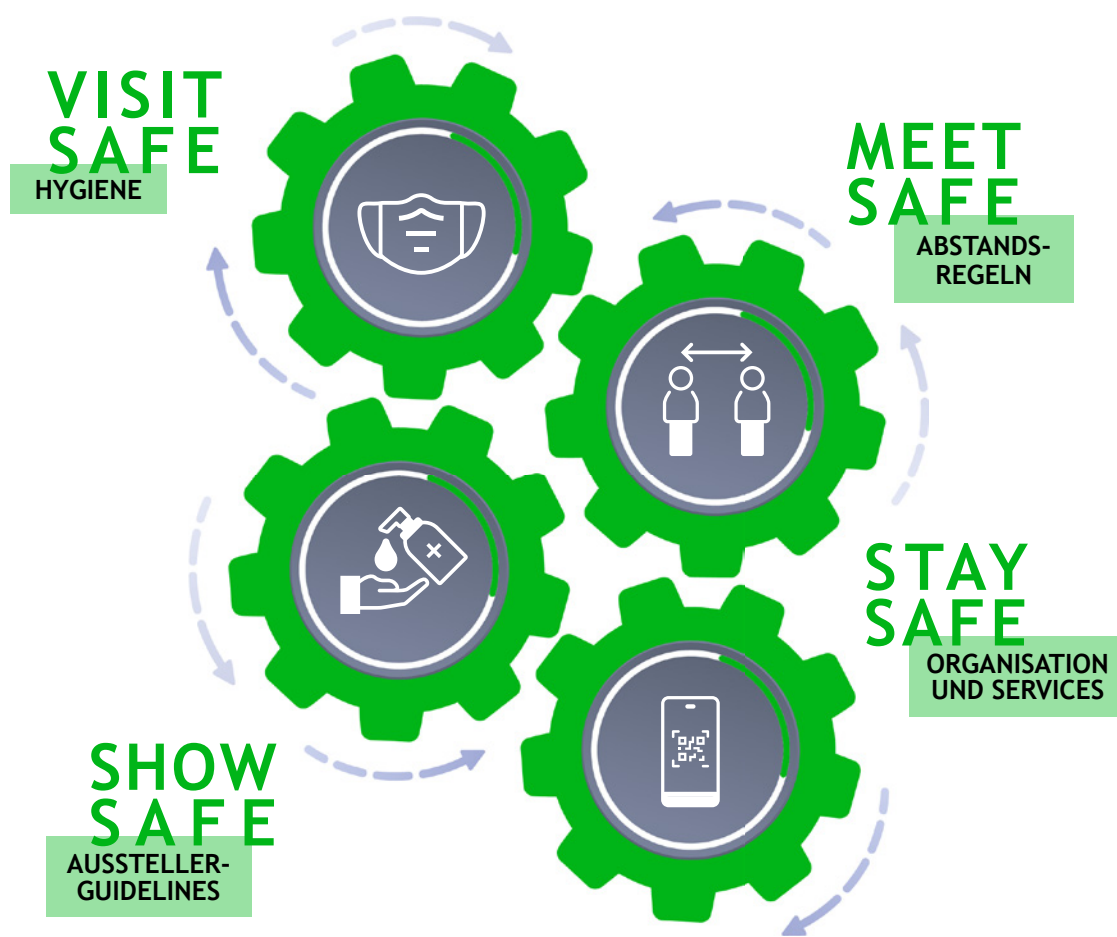 VISIT
SAFE
HYGIENE
MEET
SAFE
ABSTANDS-
REGELN
STAY
SAFE
ORGANISATION
UND SERVICES
SHOW
SAFE
AUSSTELLER-
GUIDELINES